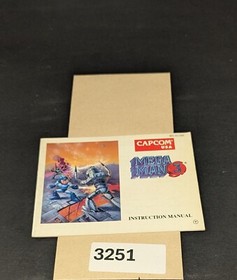 CAPCOM
USA
MEGA
MAN 3
INSTRUCTION MANUAL
3251